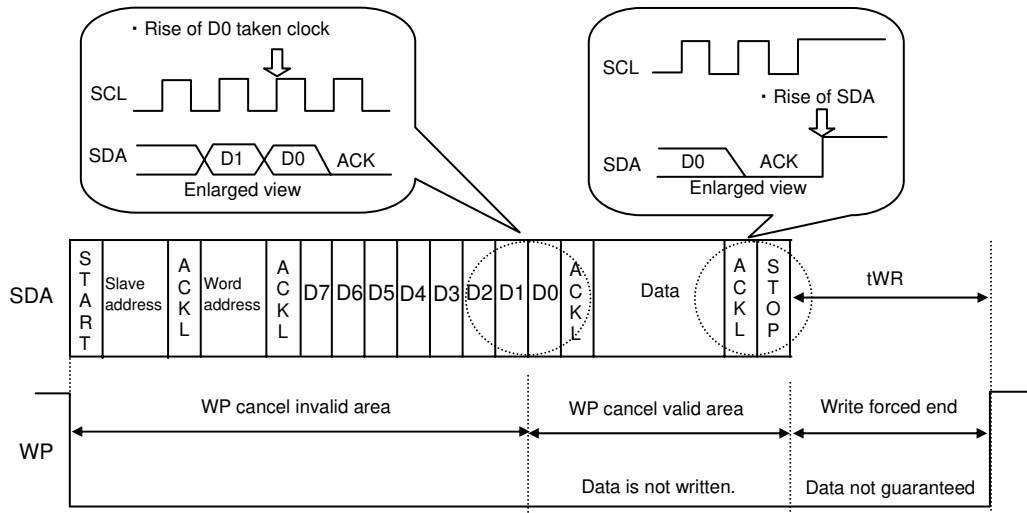 ・ Rise of D0 taken clock
SCL
SDA D1 D0 ACK
Enlarged view
SCL
・ Rise of SDA
SDA D0 ACK
Enlarged view
SDA
START
Slave address
ACKL
Word address
ACKL
D7 D6 D5 D4 D3 D2 D1 D0
ACKL
Data
ACKL
STOP
tWR
WP
WP cancel invalid area
WP cancel valid area
Write forced end
Data is not written.
Data not guaranteed